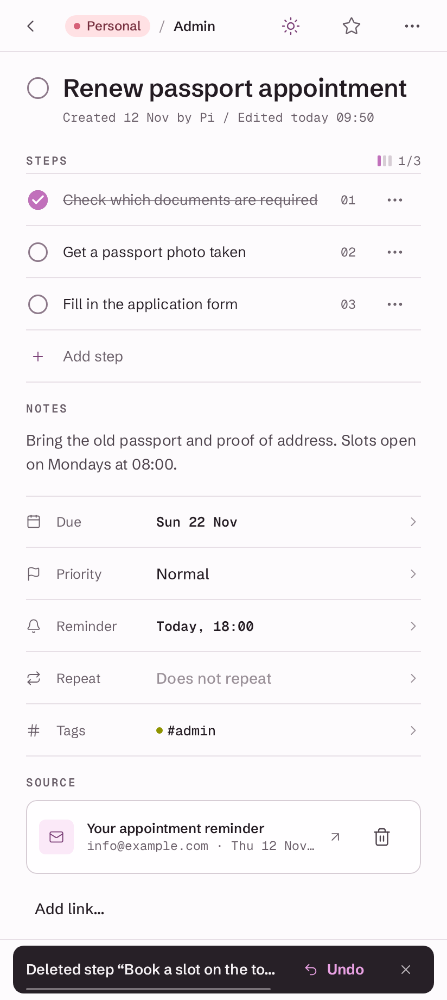 Personal / Admin
Renew passport appointment
Created 12 Nov by Pi / Edited today 09:50
STEPS 1/3
Check which documents are required 01
Get a passport photo taken 02
Fill in the application form 03
Add step
NOTES
Bring the old passport and proof of address. Slots open
on Mondays at 08:00.
Due Sun 22 Nov
Priority Normal
Reminder Today, 18:00
Repeat Does not repeat
Tags #admin
SOURCE
Your appointment reminder
info@example.com · Thu 12 Nov…
Add link…
Deleted step “Book a slot on the to… Undo